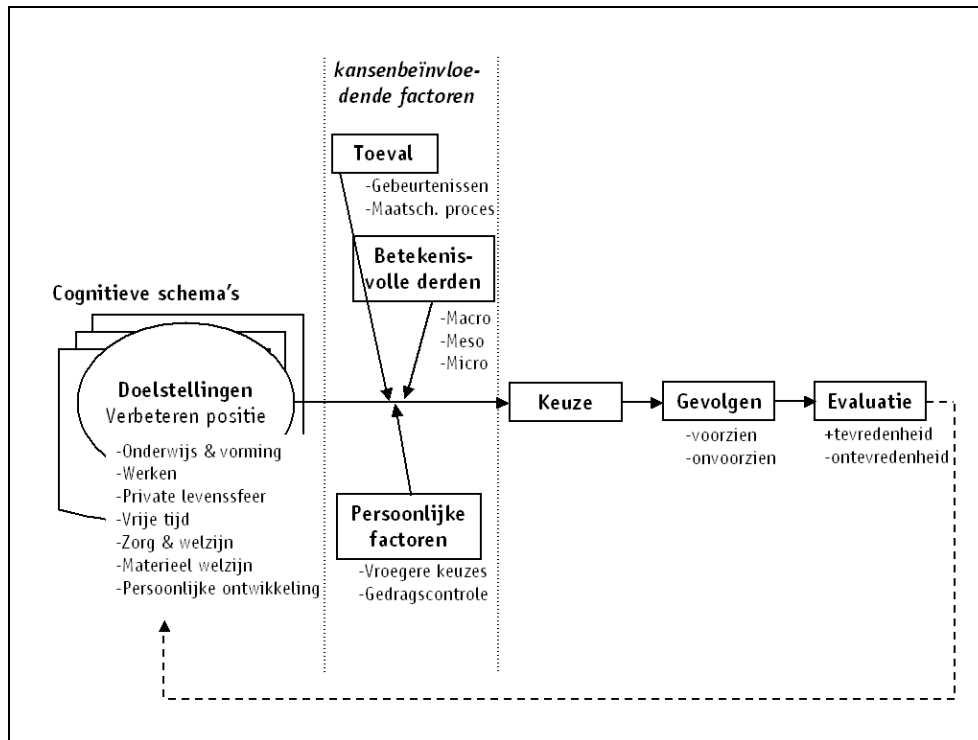 kansenbeïnvloe-
dende factoren
Toeval
-Gebeurtenissen
-Maatsch. proces
Betekenis-
volle derden
-Macro
-Meso
-Micro
Cognitieve schema's
Doelstellingen
Verbeteren positie
-Onderwijs & vorming
-Werken
-Private levenssfeer
-Vrije tijd
-Zorg & welzijn
-Materieel welzijn
-Persoonlijke ontwikkeling
Persoonlijke
factoren
-Vroegere keuzes
-Gedragscontrole
Keuze
Gevolgen
-voorzien
-onvoorzien
Evaluatie
+tevredenheid
-ontevredenheid